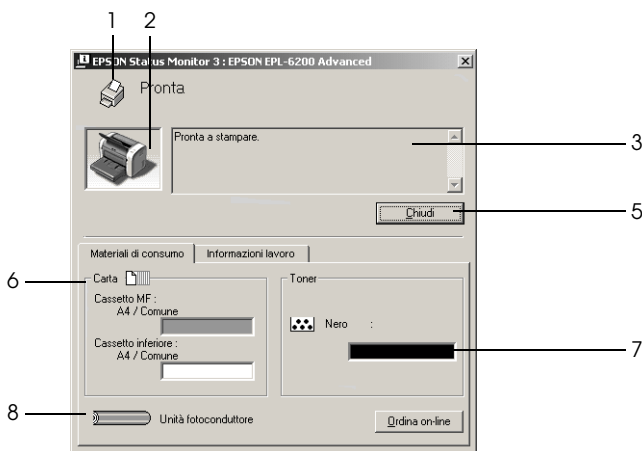 1 2
EPSON Status Monitor 3 : EPSON EPL-6200 Advanced
Pronta
Pronta a stampare.
3
Chiudi
5
Materiali di consumo Informazioni lavoro
6
Carta
Toner
Cassetto MF :
A4 / Comune
Nero :
Cassetto inferiore :
A4 / Comune
7
8
Unità fotoconduttore
Ordina on-line